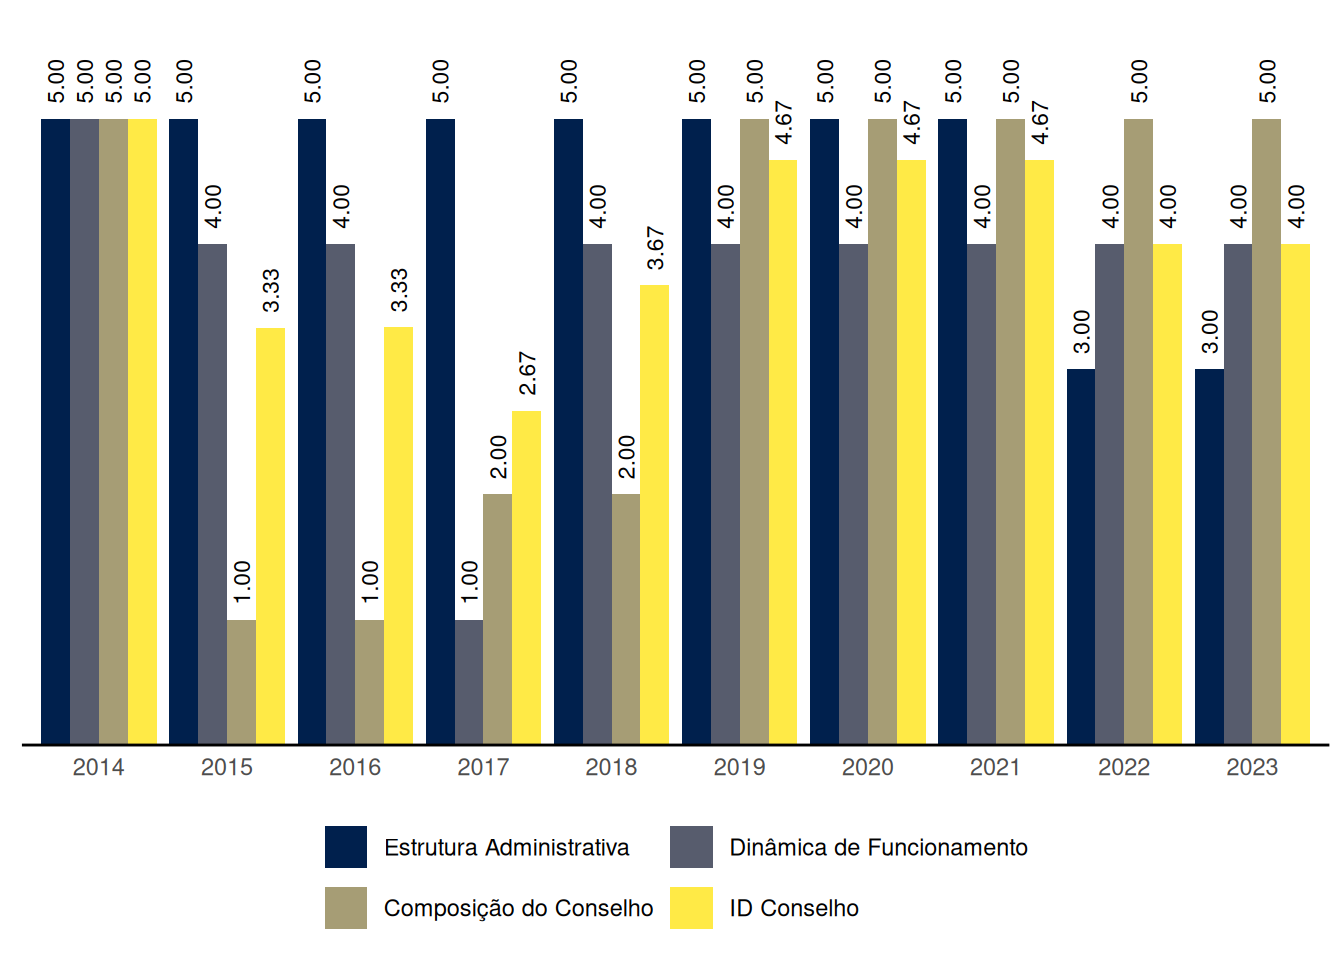 5.00 5.00 5.00 5.00 5.00 4.00 1.00 3.33 5.00 4.00 1.00 3.33 5.00 1.00 2.00 2.67 5.00 4.00 2.00 3.67 5.00 4.00 5.00 4.67 5.00 4.00 5.00 4.67 5.00 4.00 5.00 4.67 3.00 4.00 5.00 4.00 3.00 4.00 5.00 4.00
2014 2015 2016 2017 2018 2019 2020 2021 2022 2023
Estrutura Administrativa Dinâmica de Funcionamento
Composição do Conselho ID Conselho